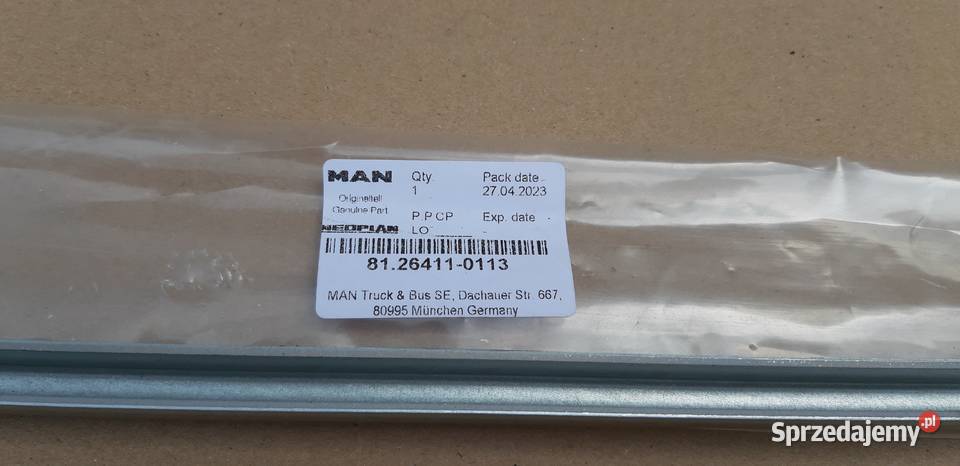 MAN
Originalteil
Genuine Part
NEOPLAN
Qty
1
Pack date
27.04.2023
P.P CP
LO
Exp. date
-
81.26411-0113
MAN Truck & Bus SE, Dachauer Str. 667,
80995 München Germany
Sprzedajemy.pl